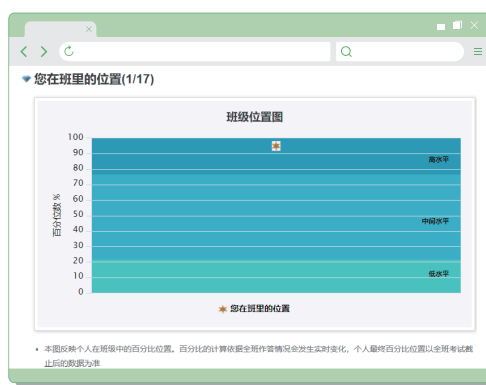 您在班里的位置(1/17)
班级位置图
100
90
80
70
60
50
40
30
20
10
0
百分位数 %
高水平
中间水平
低水平
您在班里的位置
本图反映个人在班级中的百分比位置。百分比的计算依据全班作答情况会发生实时变化，个人最终百分比位置以全班考试截
止后的数据为准